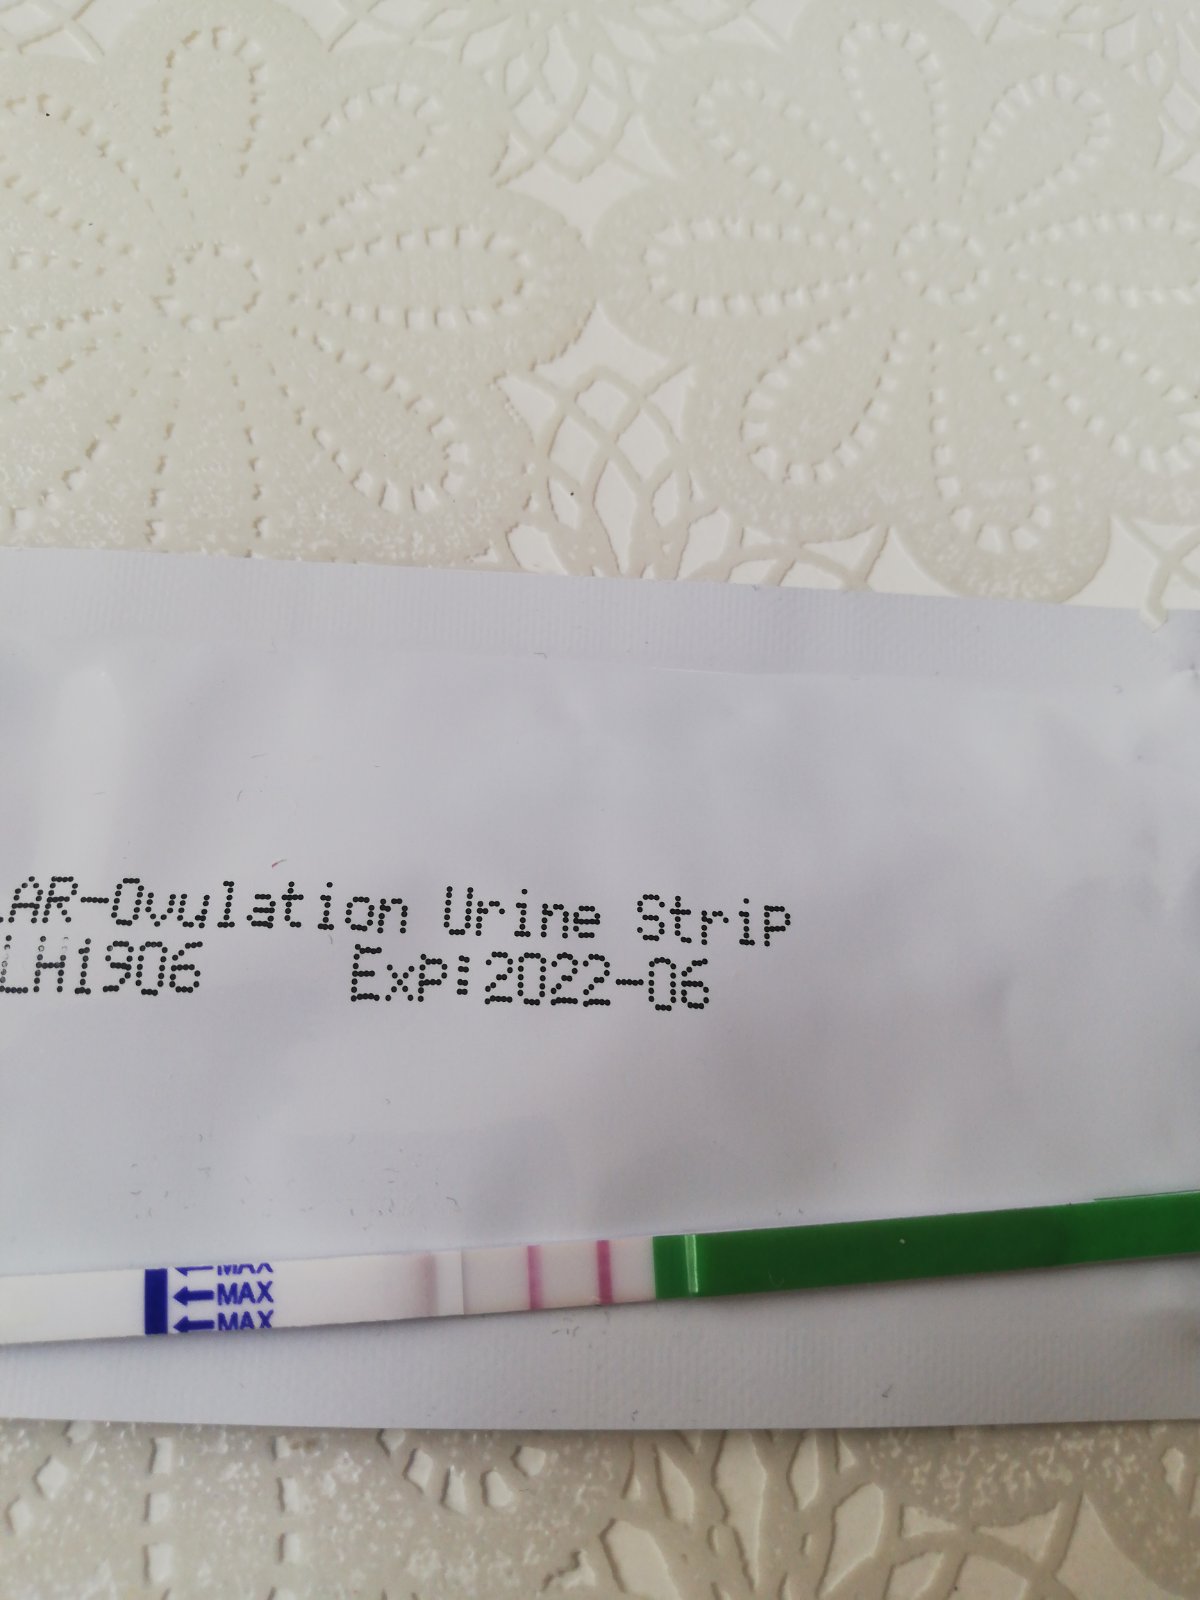 AR-Ovulation Urine Strip
LH1906 Exp:2022-06
MAX
MAX
MAX